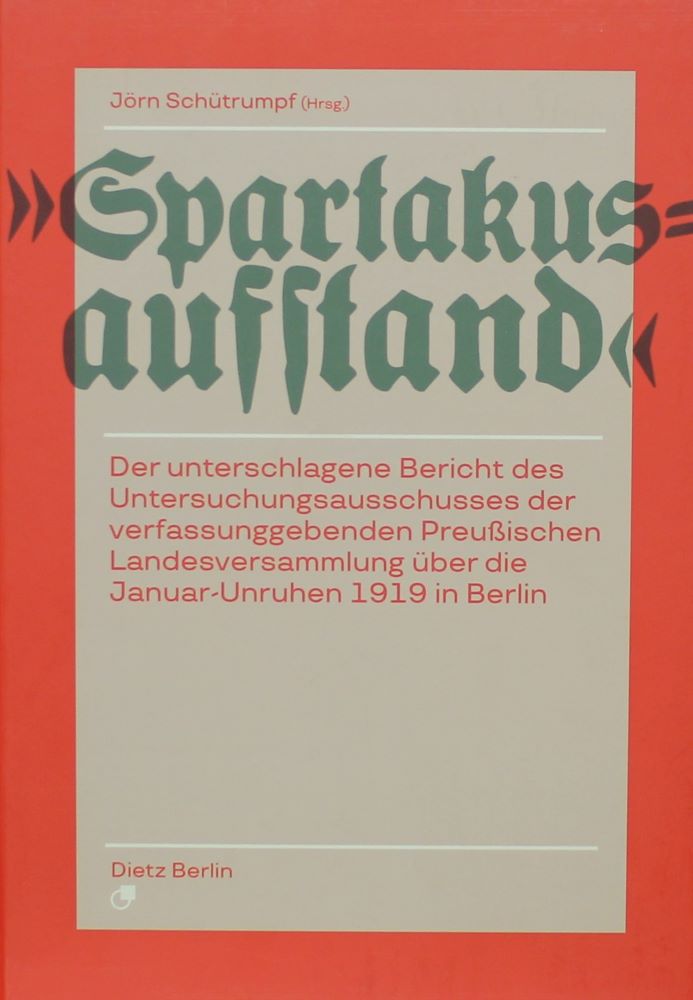 Jörn Schütrumpf (Hrsg.)
»Spartakus=
aufſtand«
Der unterschlagene Bericht des
Untersuchungsausschusses der
verfassunggebenden Preußischen
Landesversammlung über die
Januar-Unruhen 1919 in Berlin
Dietz Berlin